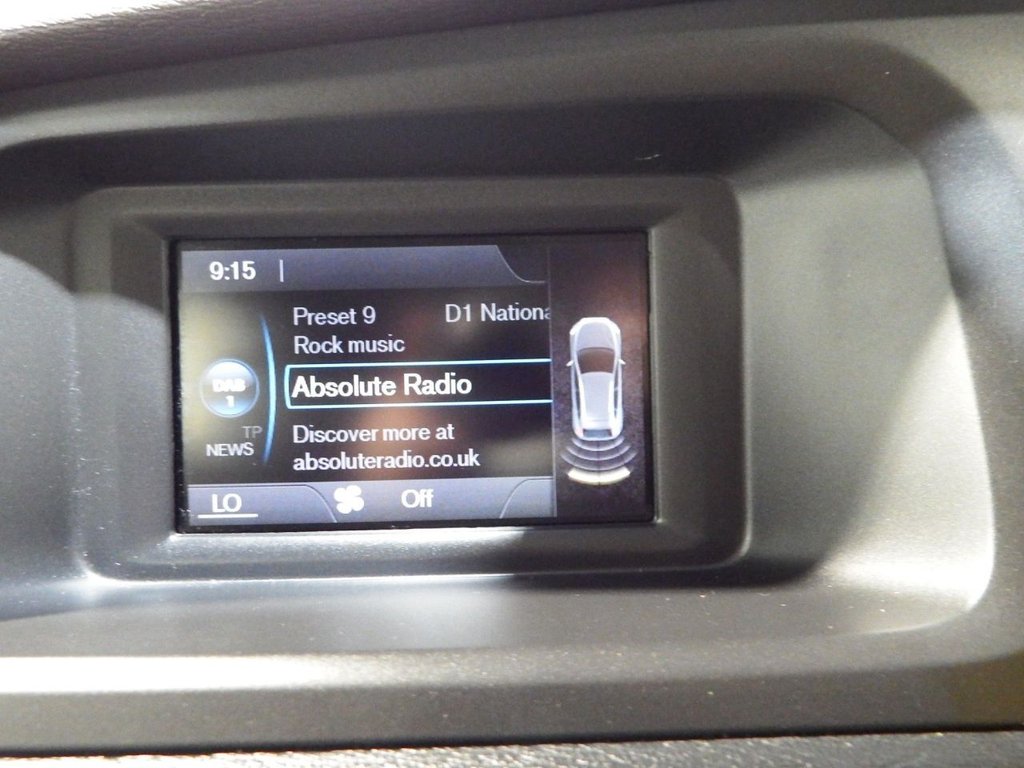 9:15
Preset 9 D1 Nationa
Rock music
DAB
1
Absolute Radio
TP
NEWS
Discover more at
absoluteradio.co.uk
LO
Off